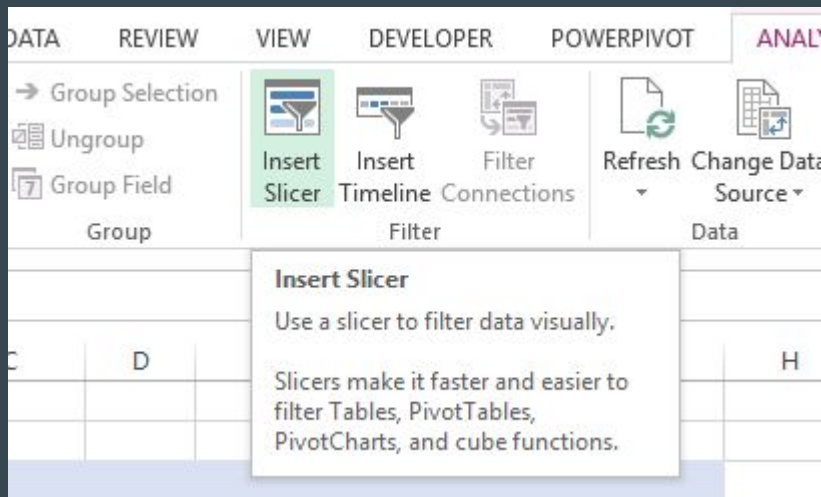 DATA REVIEW VIEW DEVELOPER POWERPIVOT ANALY
Group Selection
Ungroup
7 Group Field
Insert Slicer
Insert Timeline
Filter Connections
Refresh
Change Data Source
Group Filter Data
Insert Slicer
Use a slicer to filter data visually.
Slicers make it faster and easier to
filter Tables, PivotTables,
PivotCharts, and cube functions.
C D H